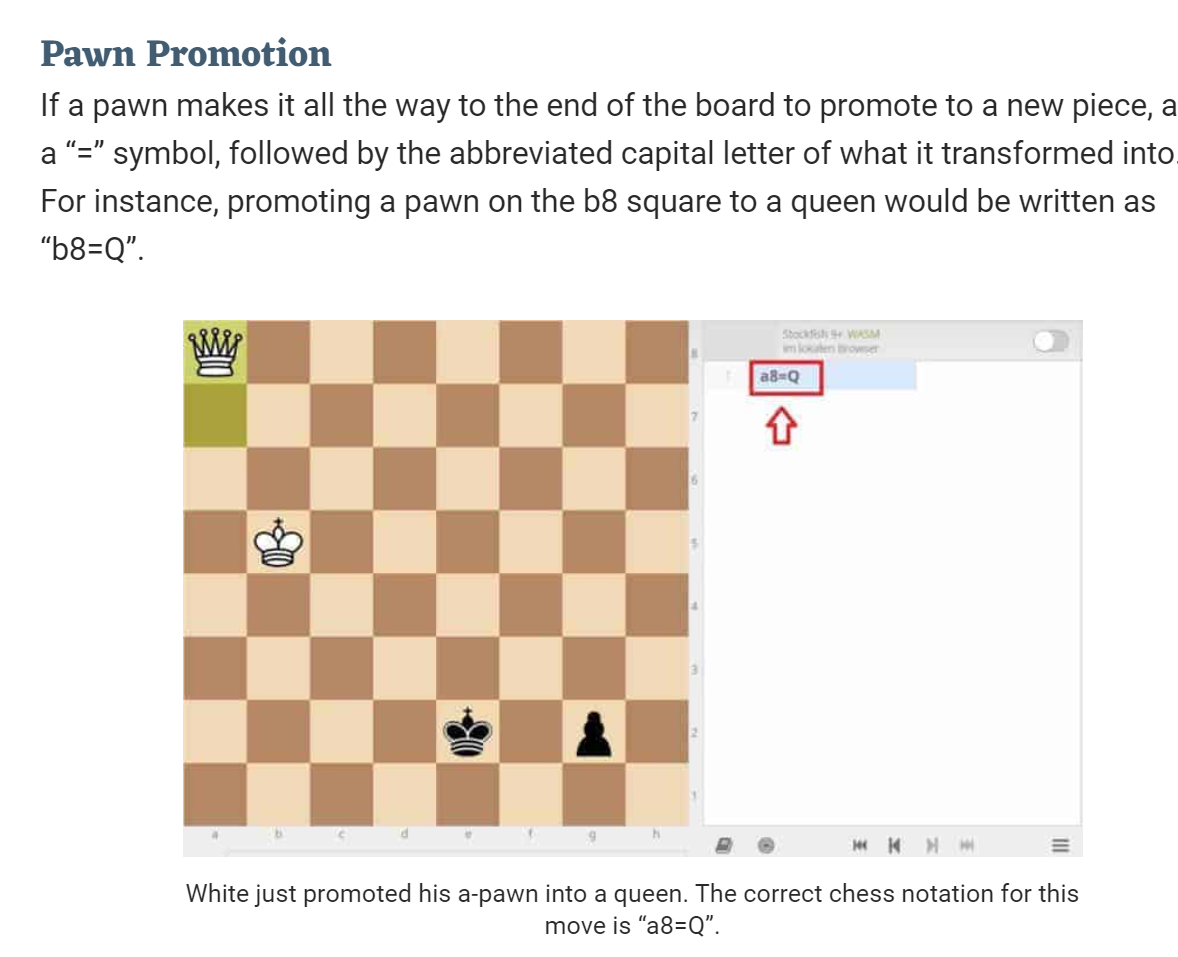 Pawn Promotion
If a pawn makes it all the way to the end of the board to promote to a new piece, a
a “=” symbol, followed by the abbreviated capital letter of what it transformed into.
For instance, promoting a pawn on the b8 square to a queen would be written as
“b8=Q”.
Stockfish 9+ WASM
im lokalen Browser
1 a8=Q
8
7
6
5
4
3
2
1
a b c d e f g h
White just promoted his a-pawn into a queen. The correct chess notation for this
move is “a8=Q”.